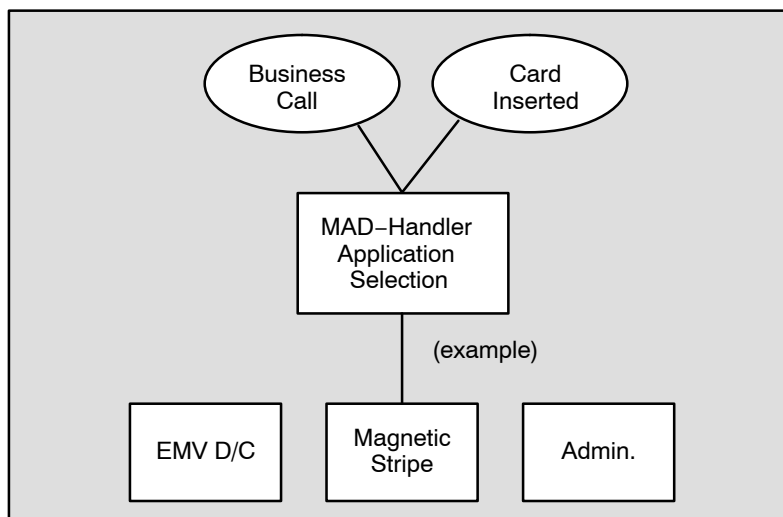 Business
Call
Card
Inserted
MAD−Handler
Application
Selection
(example)
EMV D/C
Magnetic
Stripe
Admin.